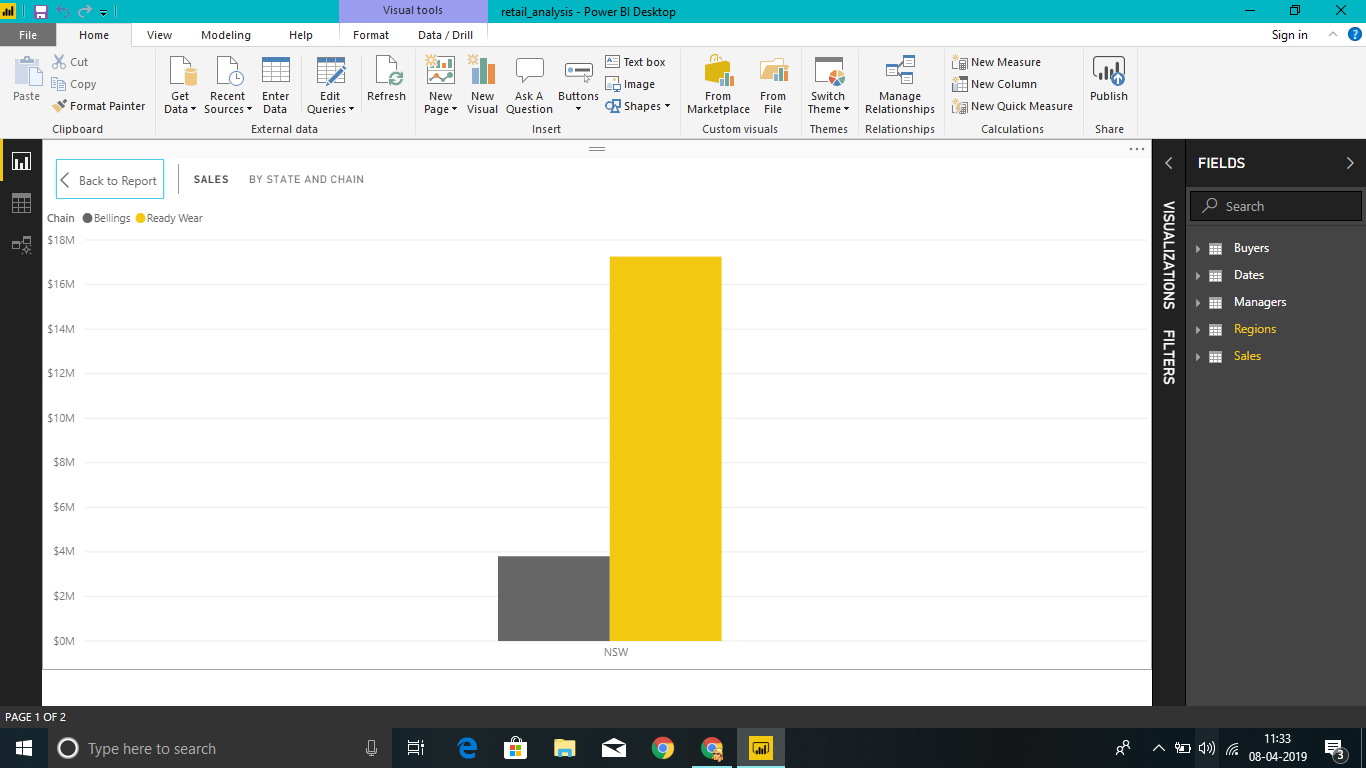 Visual tools
retail_analysis - Power BI Desktop
File Home View Modeling Help Format Data / Drill Sign in
Paste
Cut
Copy
Format Painter
Clipboard
Get Data
Recent Sources
Enter Data
Edit Queries
External data
Refresh
New Page
New Visual
Ask A Question
Buttons
Text box
Image
Shapes
Insert
From Marketplace
From File
Custom visuals
Switch Theme
Themes
Manage Relationships
Relationships
New Measure
New Column
New Quick Measure
Calculations
Publish
Share
Back to Report
SALES BY STATE AND CHAIN
Chain Bellings Ready Wear
$18M
$16M
$14M
$12M
$10M
$8M
$6M
$4M
$2M
$0M
NSW
VISUALIZATIONS
FILTERS
FIELDS
Search
Buyers
Dates
Managers
Regions
Sales
PAGE 1 OF 2
Type here to search
11:33
08-04-2019
3